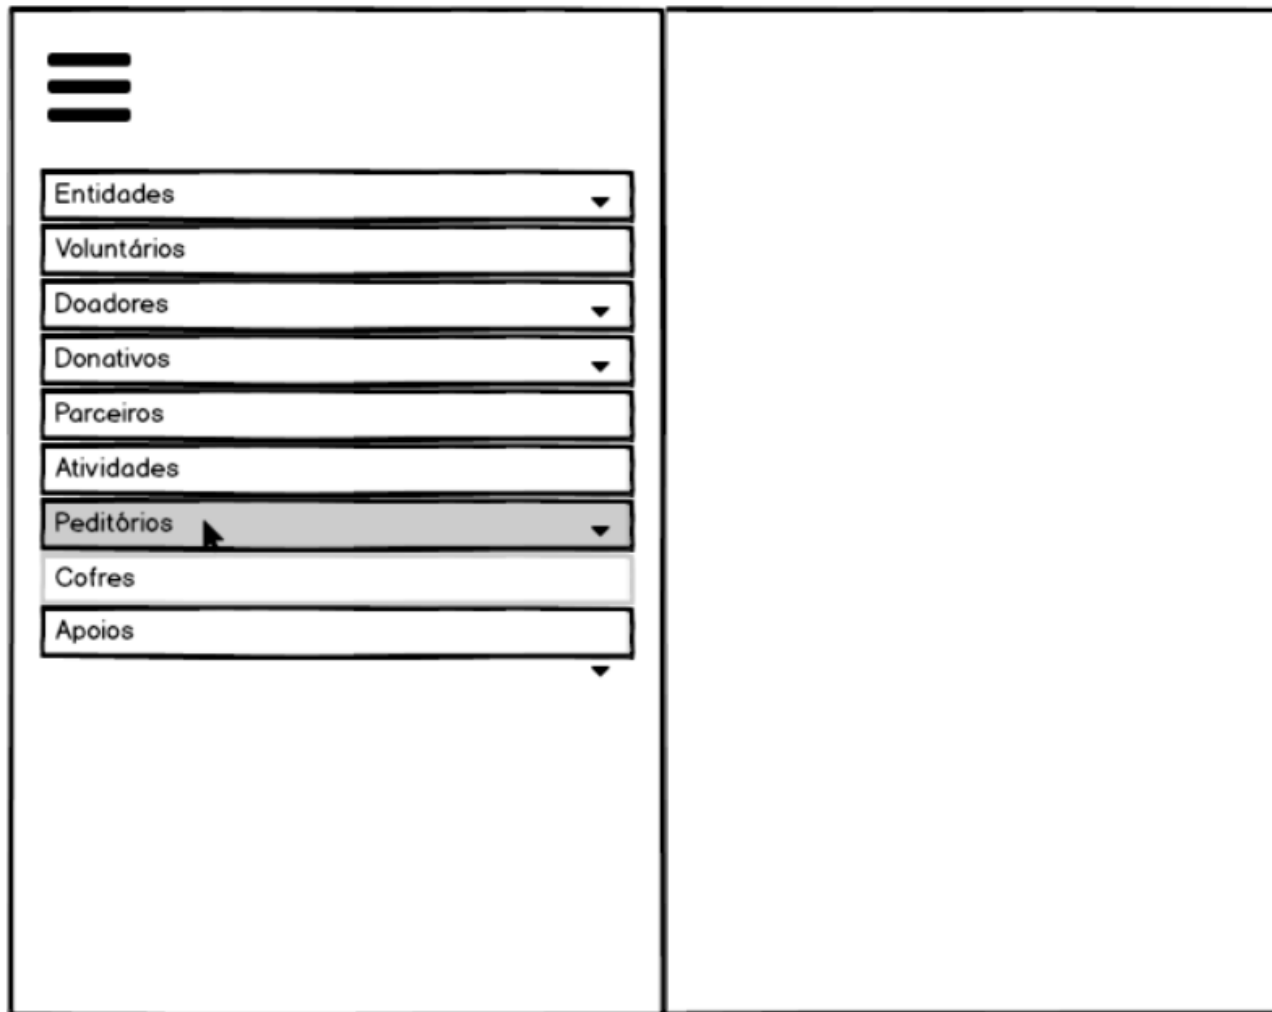 Entidades
Voluntários
Doadores
Donativos
Parceiros
Atividades
Peditórios
Cofres
Apoios